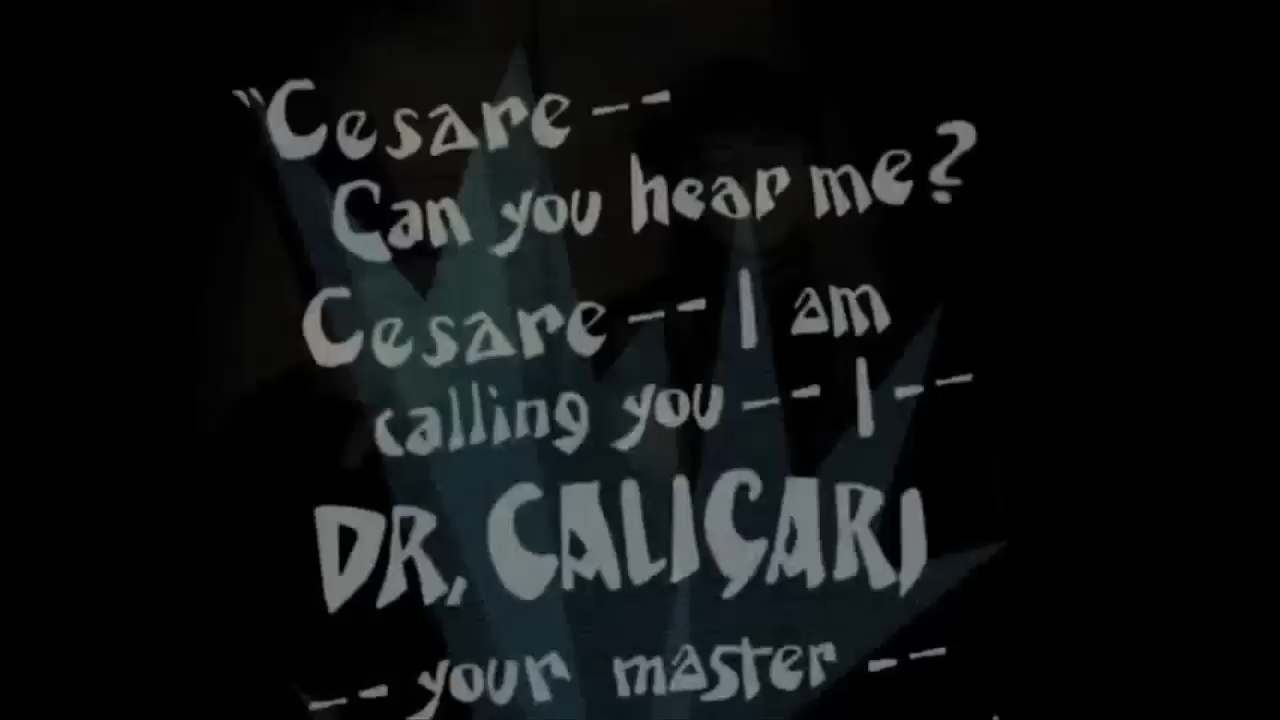 “Cesare --
Can you hear me?
Cesare -- I am
calling you -- I --
DR. CALIGARI
-- your master --